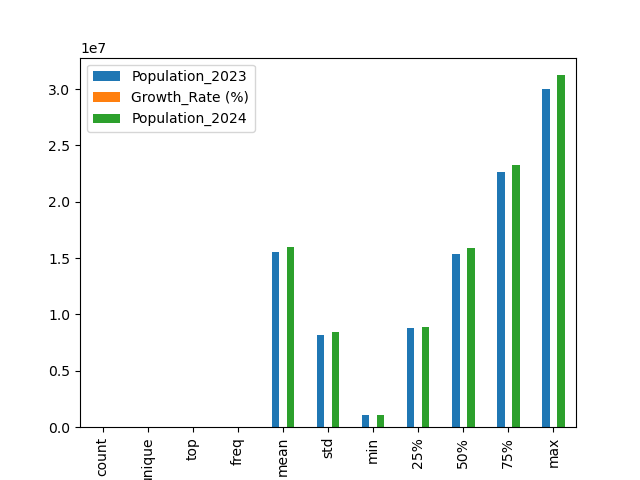 1e7
Population_2023
Growth_Rate (%)
Population_2024
3.0
2.5
2.0
1.5
1.0
0.5
0.0
count
unique
top
freq
mean
std
min
25%
50%
75%
max